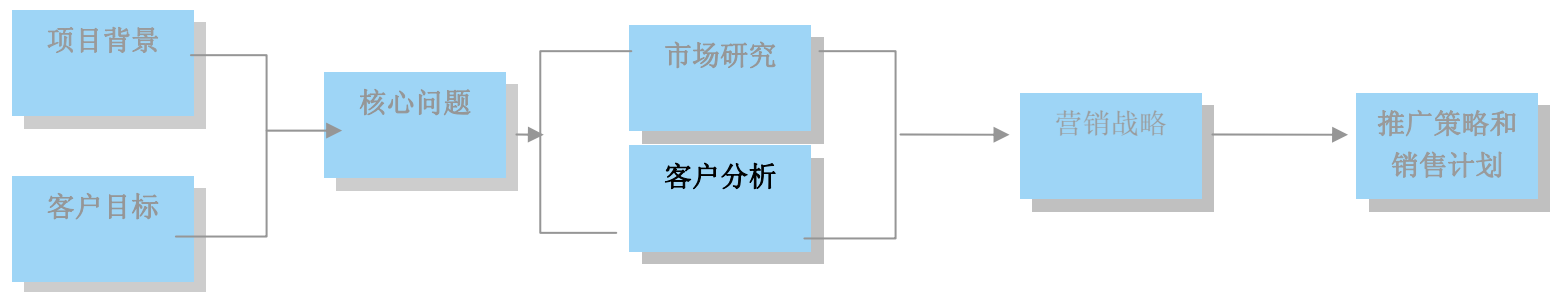 项目背景
客户目标
核心问题
市场研究
客户分析
营销战略
推广策略和
销售计划